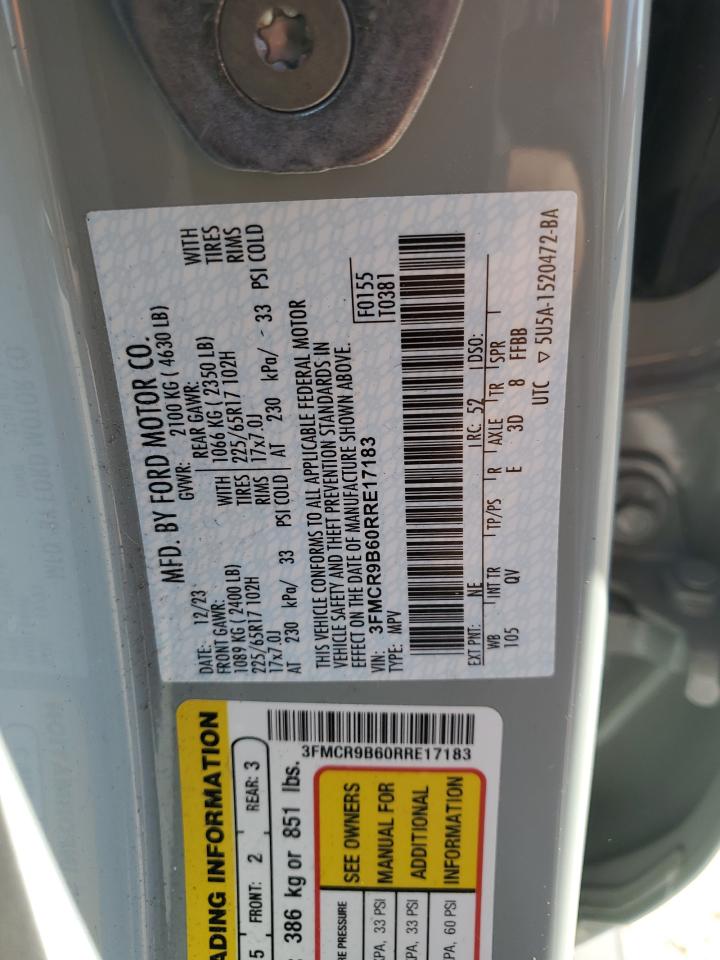 MFD. BY FORD MOTOR CO.
DATE: 12/23 GVWR: 2100 KG ( 4630 LB)
FRONT GAWR: WITH REAR GAWR: WITH
1089 KG ( 2400 LB) TIRES 1066 KG ( 2350 LB) TIRES
225/65R17 102H RIMS 225/65R17 102H RIMS
17x7.0J 17x7.0J
AT 230 kPa/ 33 PSI COLD AT 230 kPa/ 33 PSI COLD
THIS VEHICLE CONFORMS TO ALL APPLICABLE FEDERAL MOTOR
VEHICLE SAFETY AND THEFT PREVENTION STANDARDS IN
EFFECT ON THE DATE OF MANUFACTURE SHOWN ABOVE.
VIN: 3FMCR9B60RRE17183 F0155
TYPE: MPV T0381
EXT PNT: NE RC: 52 DSO:
WB INT TR TP/PS R AXLE TR SPR
105 QV E 3D 8 FFBB
UTC ▽ 5U5A-1520472-BA
ADING INFORMATION
5 FRONT: 2 REAR: 3
386 kg or 851 lbs.
3FMCR9B60RRE17183
RE PRESSURE
KPA, 33 PSI
KPA, 33 PSI
PA, 60 PSI
SEE OWNERS
MANUAL FOR
ADDITIONAL
INFORMATION